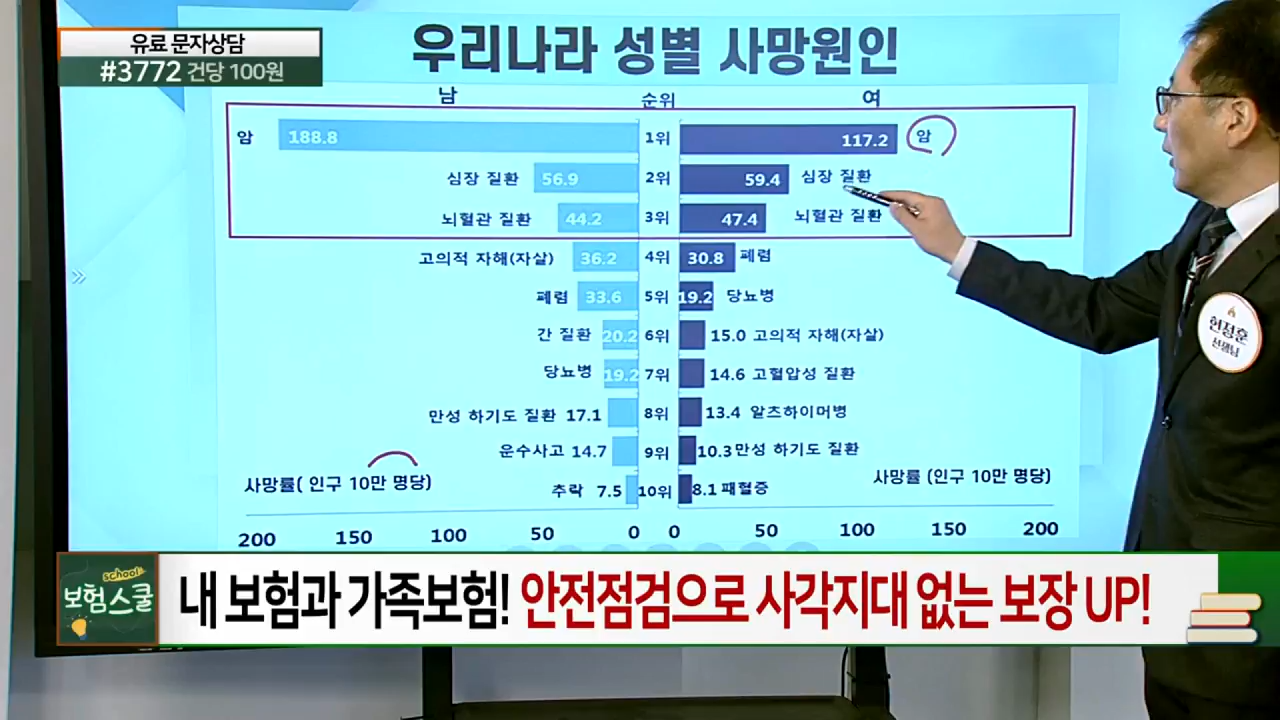 유료 문자상담
#3772 건당 100원
우리나라 성별 사망원인
남 순위 여
암 188.8 1위 117.2 암
심장 질환 56.9 2위 59.4 심장 질환
뇌혈관 질환 44.2 3위 47.4 뇌혈관 질환
고의적 자해(자살) 36.2 4위 30.8 폐렴
폐렴 33.6 5위 19.2 당뇨병
간 질환 20.2 6위 15.0 고의적 자해(자살)
당뇨병 19.2 7위 14.6 고혈압성 질환
만성 하기도 질환 17.1 8위 13.4 알츠하이머병
운수사고 14.7 9위 10.3 만성 하기도 질환
사망률( 인구 10만 명당) 사망률 (인구 10만 명당)
추락 7.5 10위 8.1 패혈증
200 150 100 50 0 0 50 100 150 200
현정훈
선생님
school
보험스쿨
내 보험과 가족보험! 안전점검으로 사각지대 없는 보장 UP!